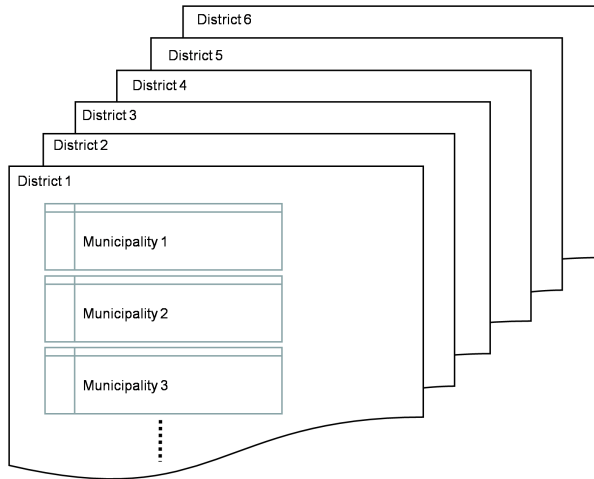 District 6
District 5
District 4
District 3
District 2
District 1
Municipality 1
Municipality 2
Municipality 3